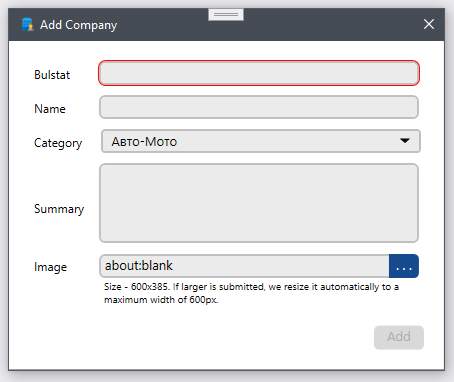 Add Company
Bulstat
Name
Category
Авто-Мото
Summary
Image
about:blank
...
Size - 600x385. If larger is submitted, we resize it automatically to a
maximum width of 600px.
Add